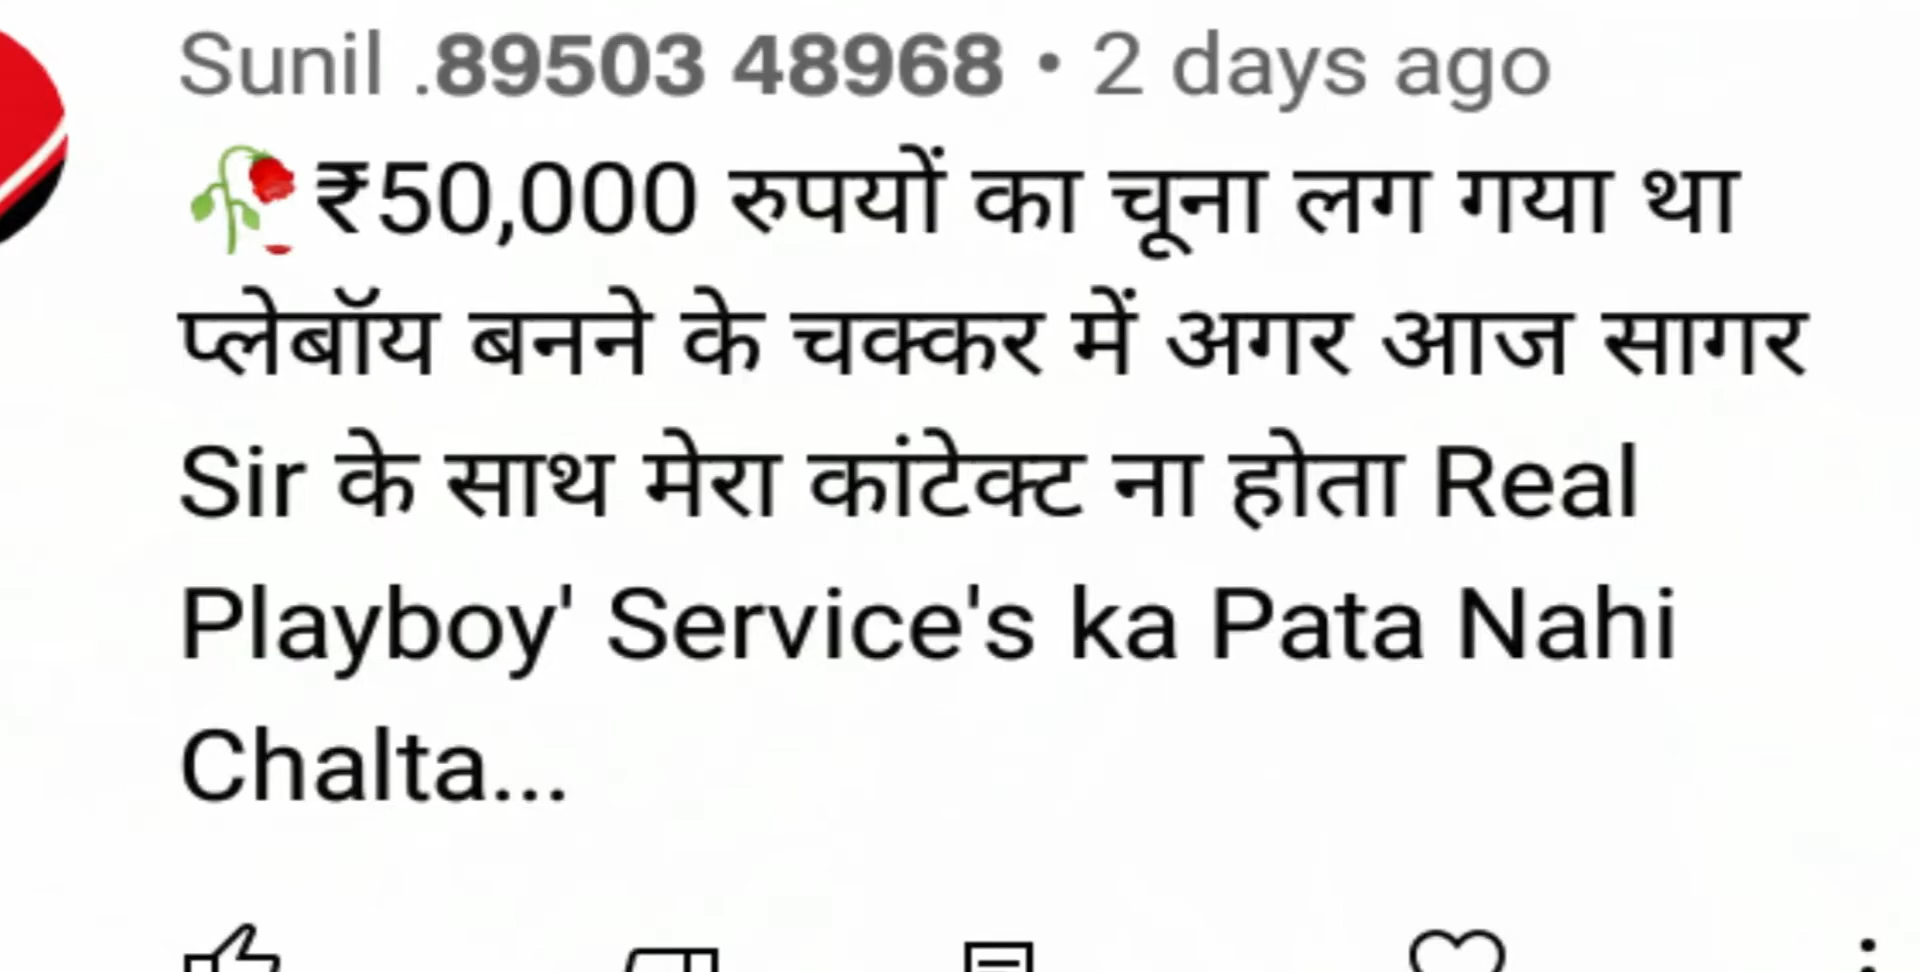 Sunil .89503 48968 • 2 days ago
🥀₹50,000 रुपयों का चूना लग गया था
प्लेबॉय बनने के चक्कर में अगर आज सागर
Sir के साथ मेरा कांटेक्ट ना होता Real
Playboy' Service's ka Pata Nahi
Chalta...